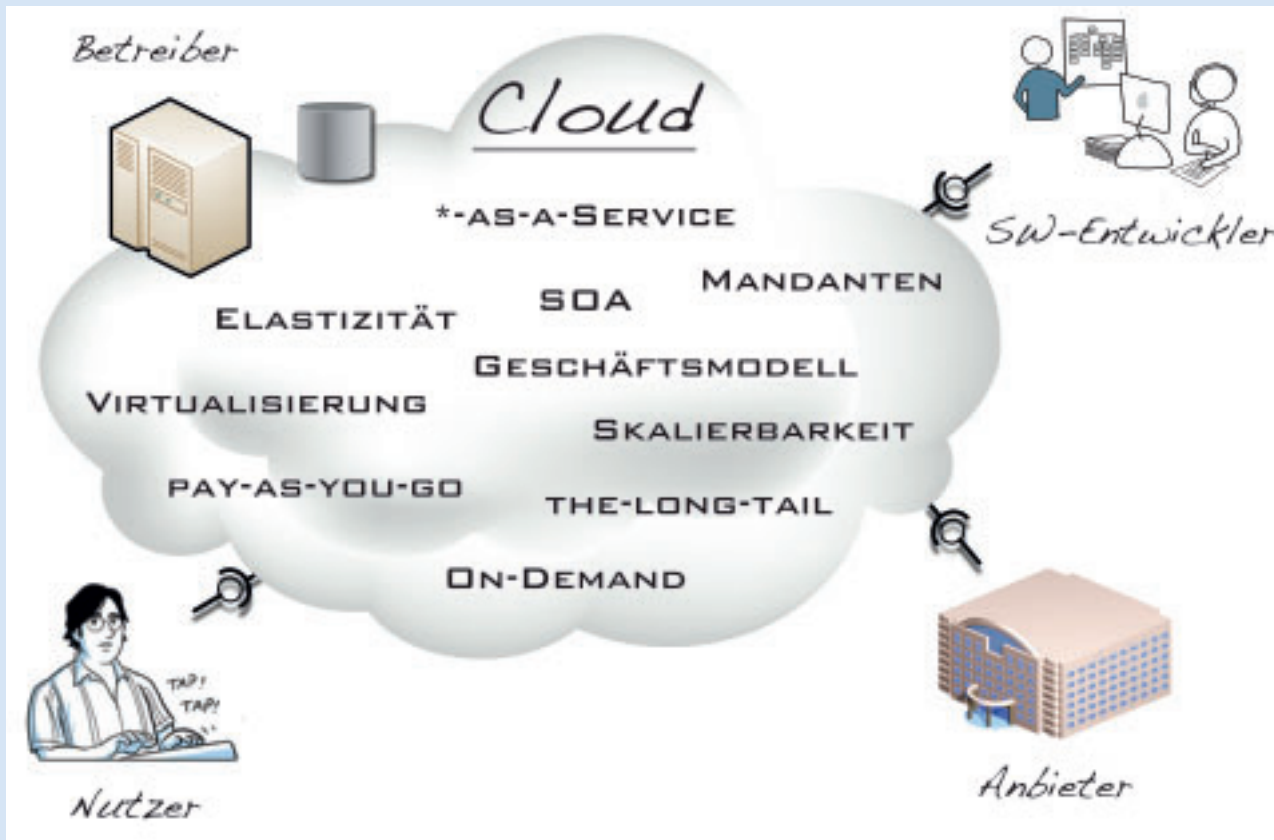 Betreiber
Cloud
*-as-a-Service
SW-Entwickler
Mandanten
SOA
Elastizität
Geschäftsmodell
Virtualisierung
Skalierbarkeit
pay-as-you-go
the-long-tail
On-Demand
TAP!
TAP!
Nutzer
Anbieter